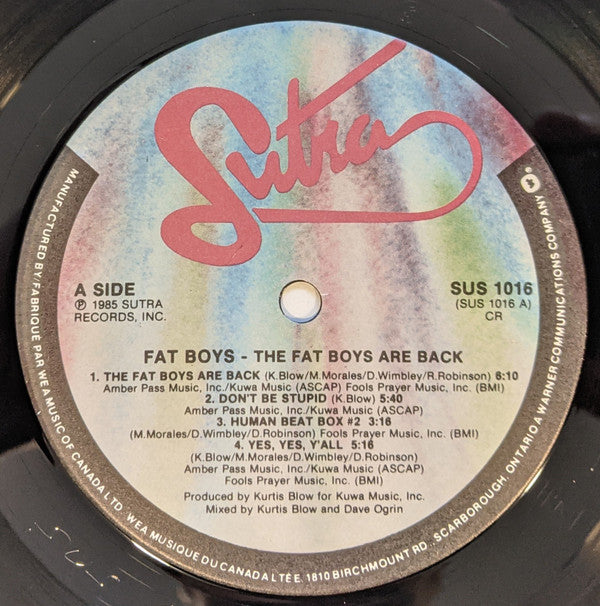 Sutra
A SIDE
℗ 1985 SUTRA
RECORDS, INC.
SUS 1016
(SUS 1016 A)
CR
FAT BOYS - THE FAT BOYS ARE BACK
1. THE FAT BOYS ARE BACK (K.Blow/M.Morales/D.Wimbley/R.Robinson) 6:10
Amber Pass Music, Inc./Kuwa Music (ASCAP) Fools Prayer Music, Inc. (BMI)
2. DON'T BE STUPID (K.Blow) 5:40
Amber Pass Music, Inc./Kuwa Music (ASCAP)
3. HUMAN BEAT BOX #2 3:16
(M.Morales/D.Wimbley/D.Robinson) Fools Prayer Music, Inc. (BMI)
4. YES, YES, Y'ALL 5:16
(K.Blow/M.Morales/D.Wimbley/D.Robinson)
Amber Pass Music, Inc./Kuwa Music (ASCAP)
Fools Prayer Music, Inc. (BMI)
Produced by Kurtis Blow for Kuwa Music, Inc.
Mixed by Kurtis Blow and Dave Ogrin
MANUFACTURED BY/FABRIQUÉ PAR WEA MUSIC OF CANADA LTD. WEA MUSIQUE DU CANADA LTÉE. 1810 BIRCHMOUNT RD. SCARBOROUGH, ONTARIO A WARNER COMMUNICATIONS COMPANY